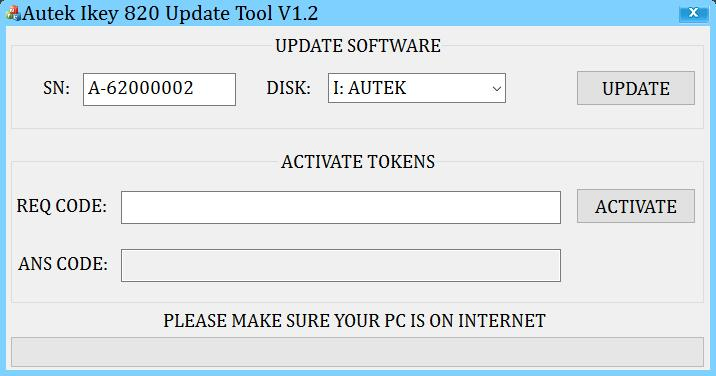 Autek Ikey 820 Update Tool V1.2
x
UPDATE SOFTWARE
SN: A-62000002 DISK: I: AUTEK UPDATE
ACTIVATE TOKENS
REQ CODE: ACTIVATE
ANS CODE:
PLEASE MAKE SURE YOUR PC IS ON INTERNET